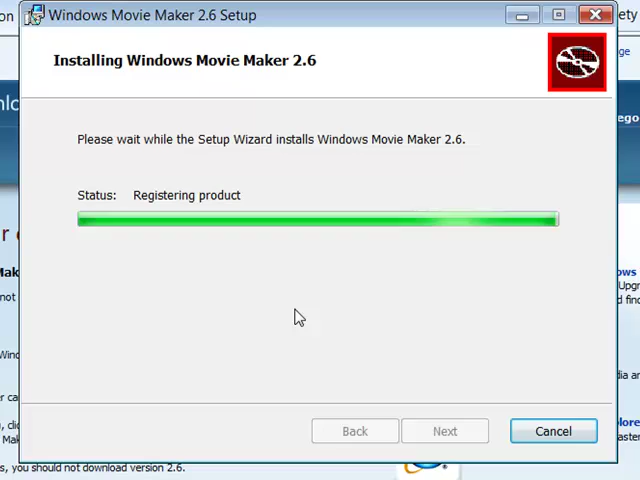 Windows Movie Maker 2.6 Setup
Installing Windows Movie Maker 2.6
Please wait while the Setup Wizard installs Windows Movie Maker 2.6.
Status: Registering product
Back
Next
Cancel
s, you should not download version 2.6.